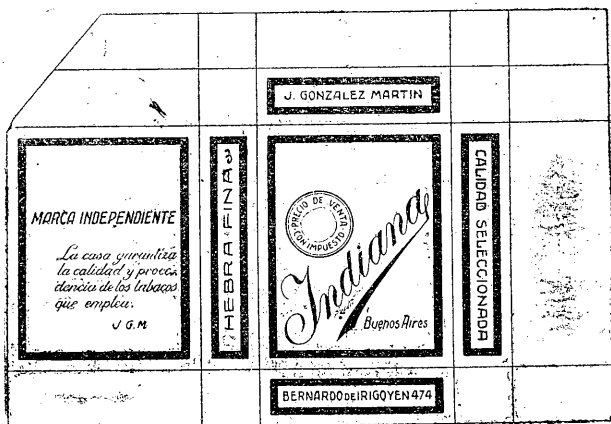 J. GONZALEZ MARTIN
MARCA INDEPENDIENTE
La casa garantiza
la calidad y proce-
dencia de los tabacos
que emplea.
J G.M.
HEBRA FINA 3
PRECIO DE VENTA
CON IMPUESTO
Indiana
Buenos Aires
CALIDAD SELECCIONADA
BERNARDO DE IRIGOYEN 474